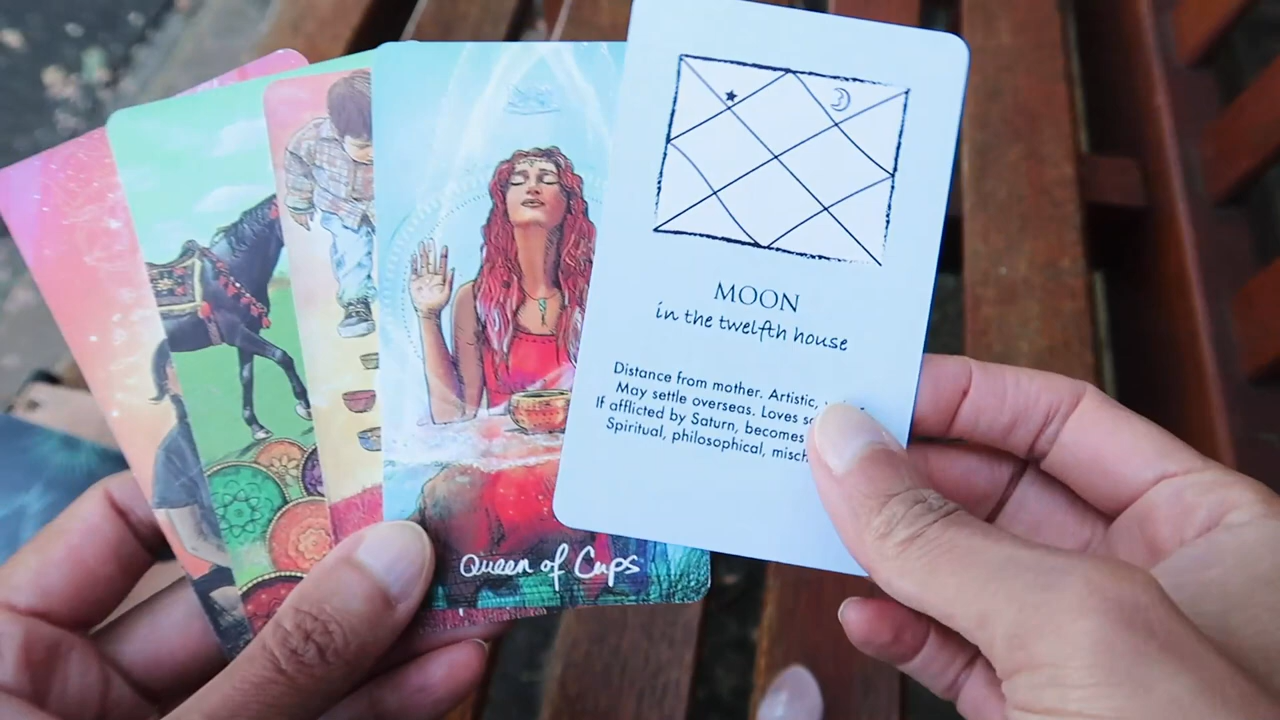 MOON
in the twelfth house
Distance from mother. Artistic,
May settle overseas. Loves
If afflicted by Saturn, becomes
Spiritual, philosophical,
Queen of Cups